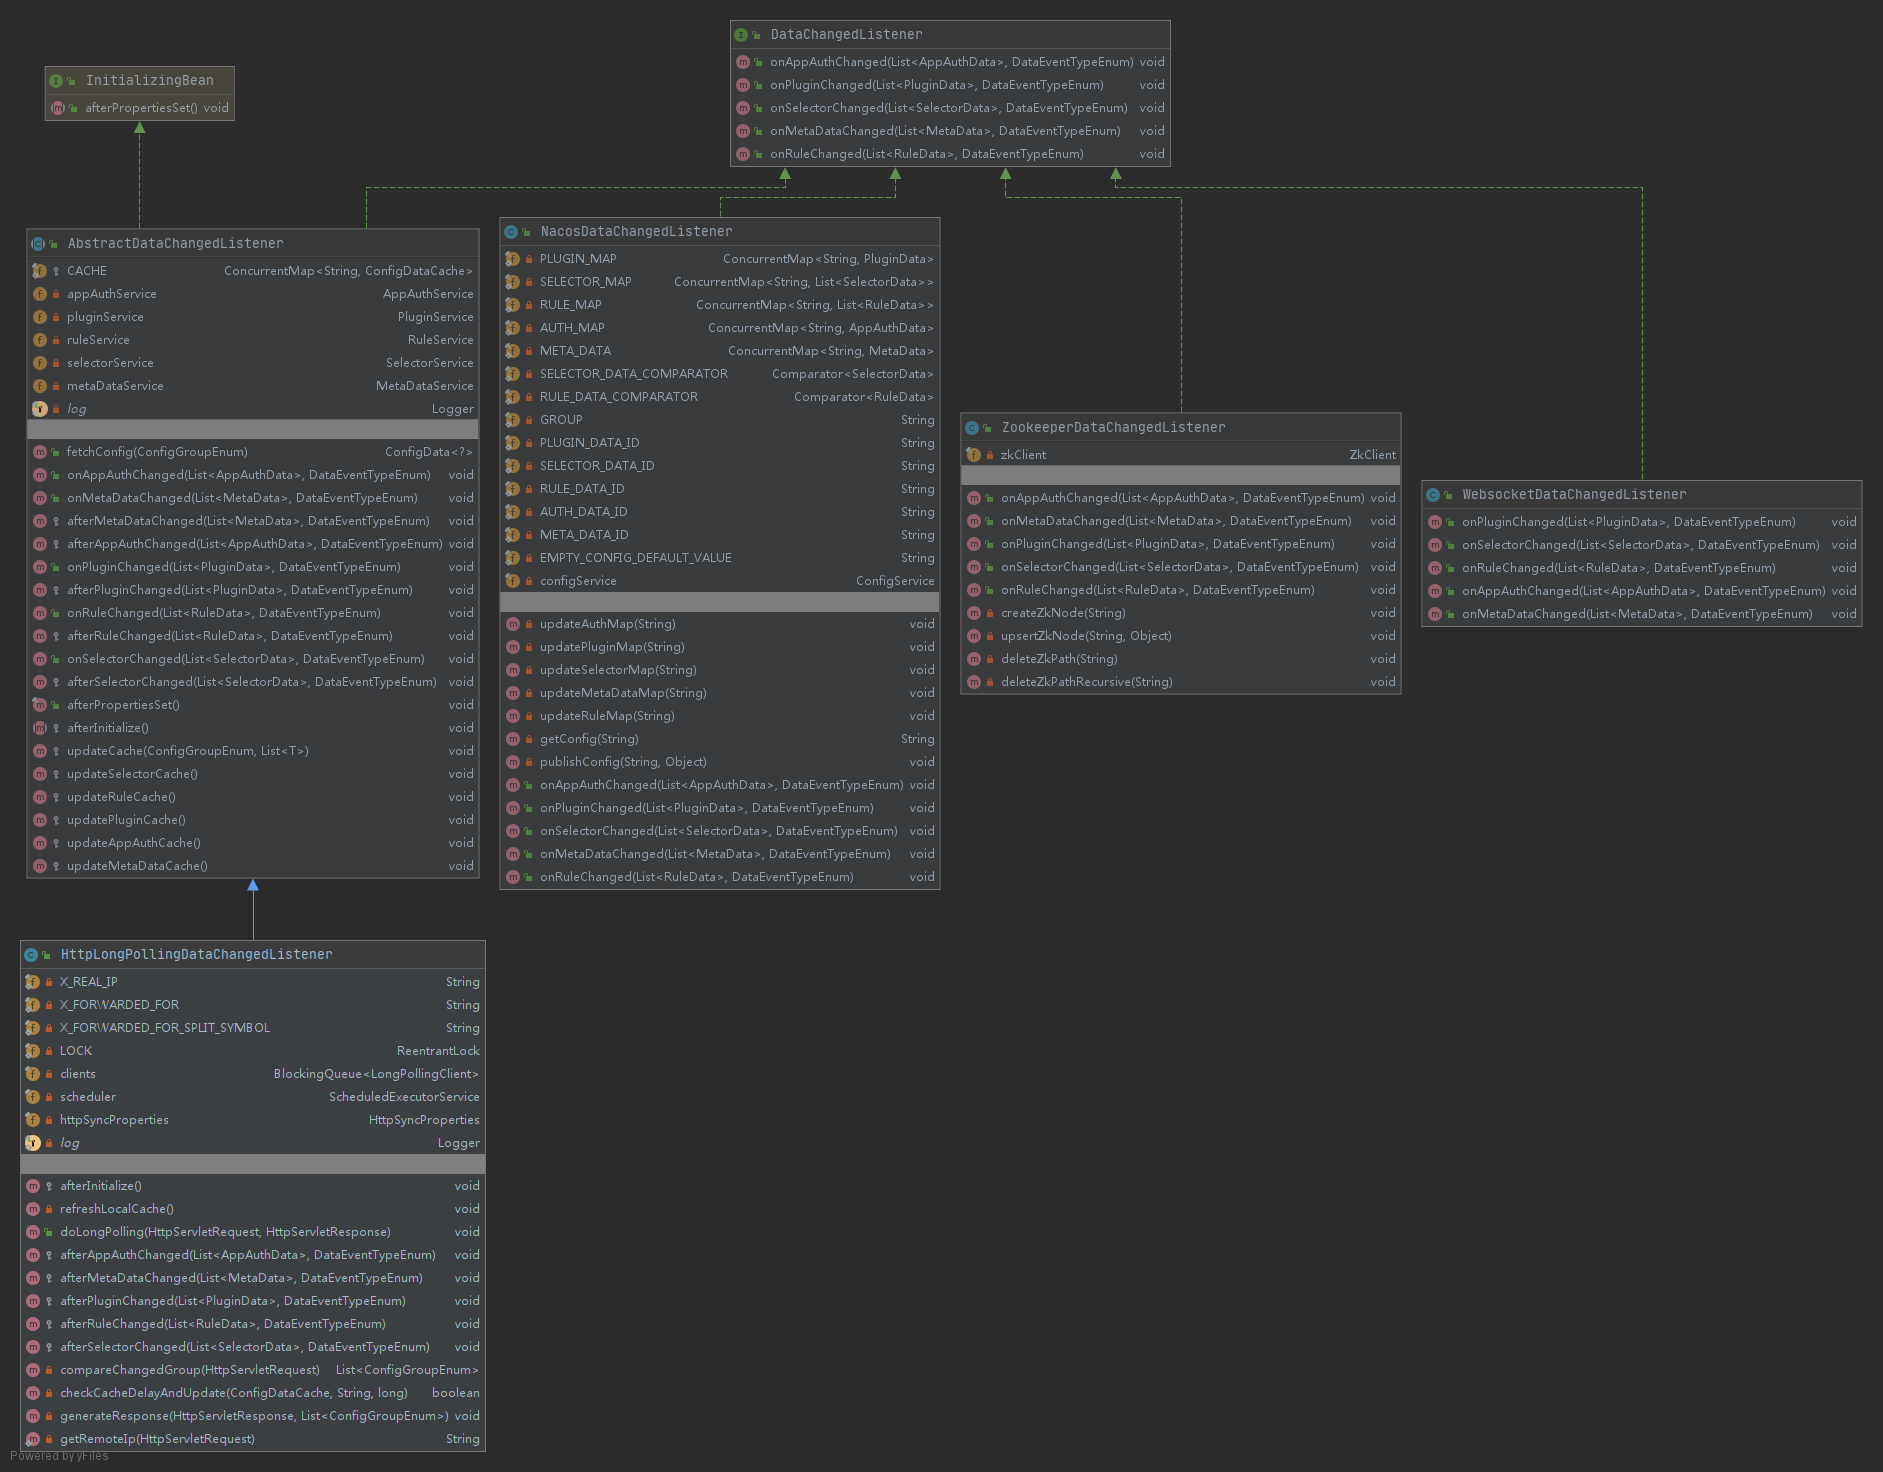 DataChangedListener
onAppAuthChanged(List<AppAuthData>, DataEventTypeEnum) void
onPluginChanged(List<PluginData>, DataEventTypeEnum) void
onSelectorChanged(List<SelectorData>, DataEventTypeEnum) void
onMetaDataChanged(List<MetaData>, DataEventTypeEnum) void
onRuleChanged(List<RuleData>, DataEventTypeEnum) void
InitializingBean
afterPropertiesSet() void
AbstractDataChangedListener
CACHE ConcurrentMap<String, ConfigDataCache>
appAuthService AppAuthService
pluginService PluginService
ruleService RuleService
selectorService SelectorService
metaDataService MetaDataService
log Logger
fetchConfig(ConfigGroupEnum) ConfigData<?>
onAppAuthChanged(List<AppAuthData>, DataEventTypeEnum) void
onMetaDataChanged(List<MetaData>, DataEventTypeEnum) void
afterMetaDataChanged(List<MetaData>, DataEventTypeEnum) void
afterAppAuthChanged(List<AppAuthData>, DataEventTypeEnum) void
onPluginChanged(List<PluginData>, DataEventTypeEnum) void
afterPluginChanged(List<PluginData>, DataEventTypeEnum) void
onRuleChanged(List<RuleData>, DataEventTypeEnum) void
afterRuleChanged(List<RuleData>, DataEventTypeEnum) void
onSelectorChanged(List<SelectorData>, DataEventTypeEnum) void
afterSelectorChanged(List<SelectorData>, DataEventTypeEnum) void
afterPropertiesSet() void
afterInitialize() void
updateCache(ConfigGroupEnum, List<T>) void
updateSelectorCache() void
updateRuleCache() void
updatePluginCache() void
updateAppAuthCache() void
updateMetaDataCache() void
NacosDataChangedListener
PLUGIN_MAP ConcurrentMap<String, PluginData>
SELECTOR_MAP ConcurrentMap<String, List<SelectorData>>
RULE_MAP ConcurrentMap<String, List<RuleData>>
AUTH_MAP ConcurrentMap<String, AppAuthData>
META_DATA ConcurrentMap<String, MetaData>
SELECTOR_DATA_COMPARATOR Comparator<SelectorData>
RULE_DATA_COMPARATOR Comparator<RuleData>
GROUP String
PLUGIN_DATA_ID String
SELECTOR_DATA_ID String
RULE_DATA_ID String
AUTH_DATA_ID String
META_DATA_ID String
EMPTY_CONFIG_DEFAULT_VALUE String
configService ConfigService
updateAuthMap(String) void
updatePluginMap(String) void
updateSelectorMap(String) void
updateMetaDataMap(String) void
updateRuleMap(String) void
getConfig(String) String
publishConfig(String, Object) void
onAppAuthChanged(List<AppAuthData>, DataEventTypeEnum) void
onPluginChanged(List<PluginData>, DataEventTypeEnum) void
onSelectorChanged(List<SelectorData>, DataEventTypeEnum) void
onMetaDataChanged(List<MetaData>, DataEventTypeEnum) void
onRuleChanged(List<RuleData>, DataEventTypeEnum) void
ZookeeperDataChangedListener
zkClient ZkClient
onAppAuthChanged(List<AppAuthData>, DataEventTypeEnum) void
onMetaDataChanged(List<MetaData>, DataEventTypeEnum) void
onPluginChanged(List<PluginData>, DataEventTypeEnum) void
onSelectorChanged(List<SelectorData>, DataEventTypeEnum) void
onRuleChanged(List<RuleData>, DataEventTypeEnum) void
createZkNode(String) void
upsertZkNode(String, Object) void
deleteZkPath(String) void
deleteZkPathRecursive(String) void
WebsocketDataChangedListener
onPluginChanged(List<PluginData>, DataEventTypeEnum) void
onSelectorChanged(List<SelectorData>, DataEventTypeEnum) void
onRuleChanged(List<RuleData>, DataEventTypeEnum) void
onAppAuthChanged(List<AppAuthData>, DataEventTypeEnum) void
onMetaDataChanged(List<MetaData>, DataEventTypeEnum) void
HttpLongPollingDataChangedListener
X_REAL_IP String
X_FORWARDED_FOR String
X_FORWARDED_FOR_SPLIT_SYMBOL String
LOCK ReentrantLock
clients BlockingQueue<LongPollingClient>
scheduler ScheduledExecutorService
httpSyncProperties HttpSyncProperties
log Logger
afterInitialize() void
refreshLocalCache() void
doLongPolling(HttpServletRequest, HttpServletResponse) void
afterAppAuthChanged(List<AppAuthData>, DataEventTypeEnum) void
afterMetaDataChanged(List<MetaData>, DataEventTypeEnum) void
afterPluginChanged(List<PluginData>, DataEventTypeEnum) void
afterRuleChanged(List<RuleData>, DataEventTypeEnum) void
afterSelectorChanged(List<SelectorData>, DataEventTypeEnum) void
compareChangedGroup(HttpServletRequest) List<ConfigGroupEnum>
checkCacheDelayAndUpdate(ConfigDataCache, String, long) boolean
generateResponse(HttpServletResponse, List<ConfigGroupEnum>) void
getRemoteIp(HttpServletRequest) String
Powered by yFiles